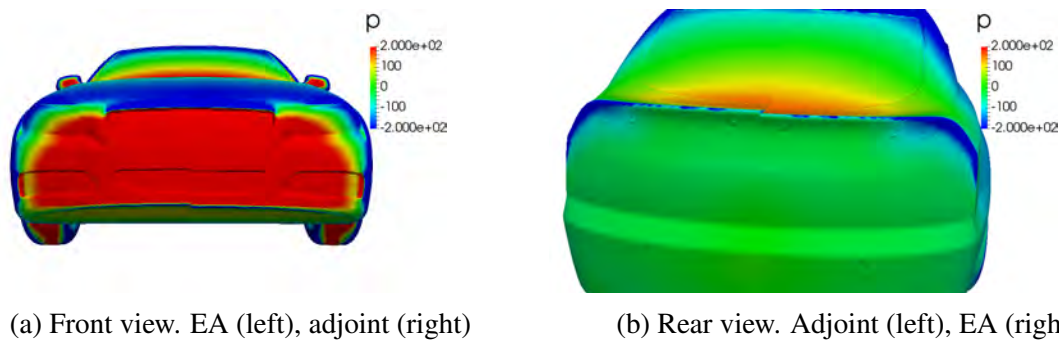 p
2.000e+02
100
0
-100
-2.000e+02
p
2.000e+02
100
0
-100
-2.000e+02
(a) Front view. EA (left), adjoint (right)
(b) Rear view. Adjoint (left), EA (righ